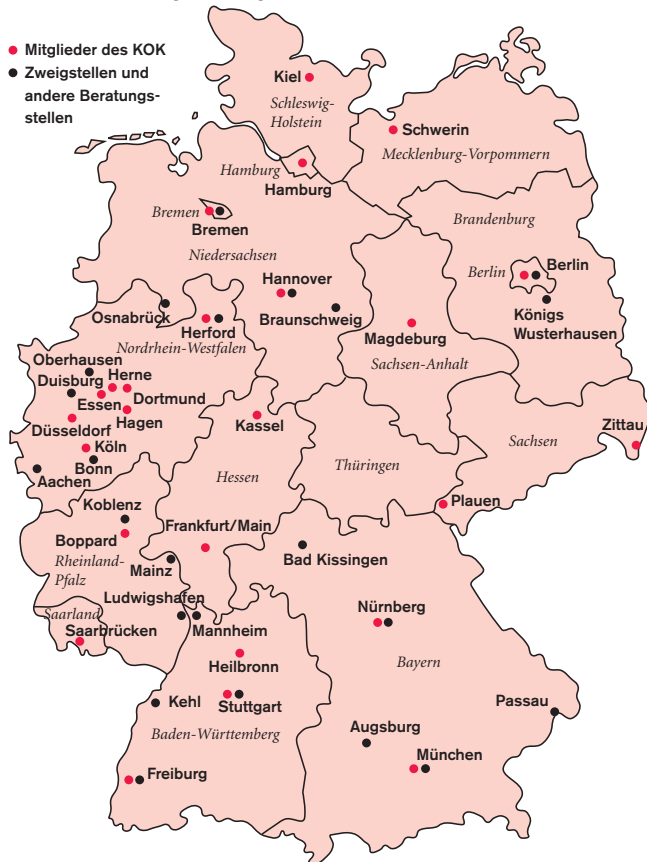 Mitglieder des KOK
Zweigstellen und
andere Beratungs-
stellen
Kiel
Schleswig-
Holstein
Schwerin
Mecklenburg-Vorpommern
Hamburg
Hamburg
Bremen
Bremen
Niedersachsen
Brandenburg
Berlin
Berlin
Königs
Wusterhausen
Hannover
Braunschweig
Osnabrück
Herford
Nordrhein-Westfalen
Magdeburg
Sachsen-Anhalt
Oberhausen
Duisburg
Herne
Essen
Dortmund
Hagen
Düsseldorf
Köln
Bonn
Aachen
Kassel
Hessen
Thüringen
Sachsen
Zittau
Plauen
Koblenz
Boppard
Rheinland-
Pfalz
Frankfurt/Main
Mainz
Bad Kissingen
Ludwigshafen
Saarland
Saarbrücken
Mannheim
Nürnberg
Heilbronn
Bayern
Kehl
Stuttgart
Baden-Württemberg
Passau
Augsburg
München
Freiburg